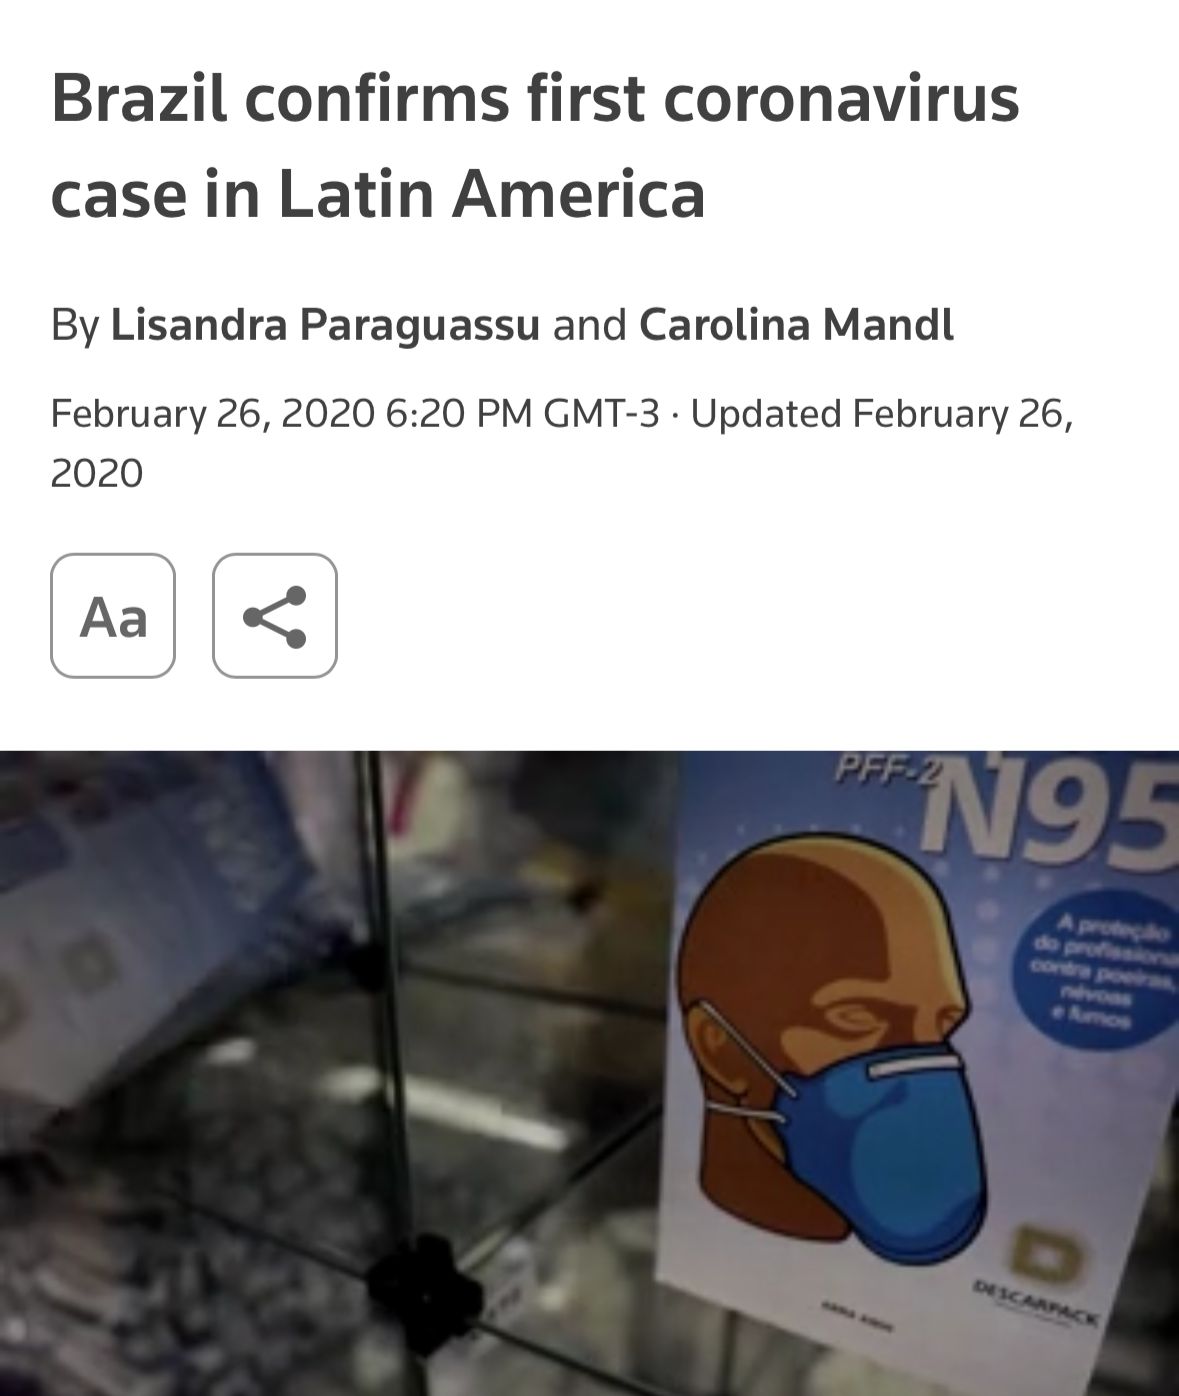 Brazil confirms first coronavirus
case in Latin America
By Lisandra Paraguassu and Carolina Mandl
February 26, 2020 6:20 PM GMT-3 · Updated February 26,
2020
Aa
PFF-2
N95
A proteção
do profissiona
contra poeiras,
névoas
e fumos
DESCARPACK